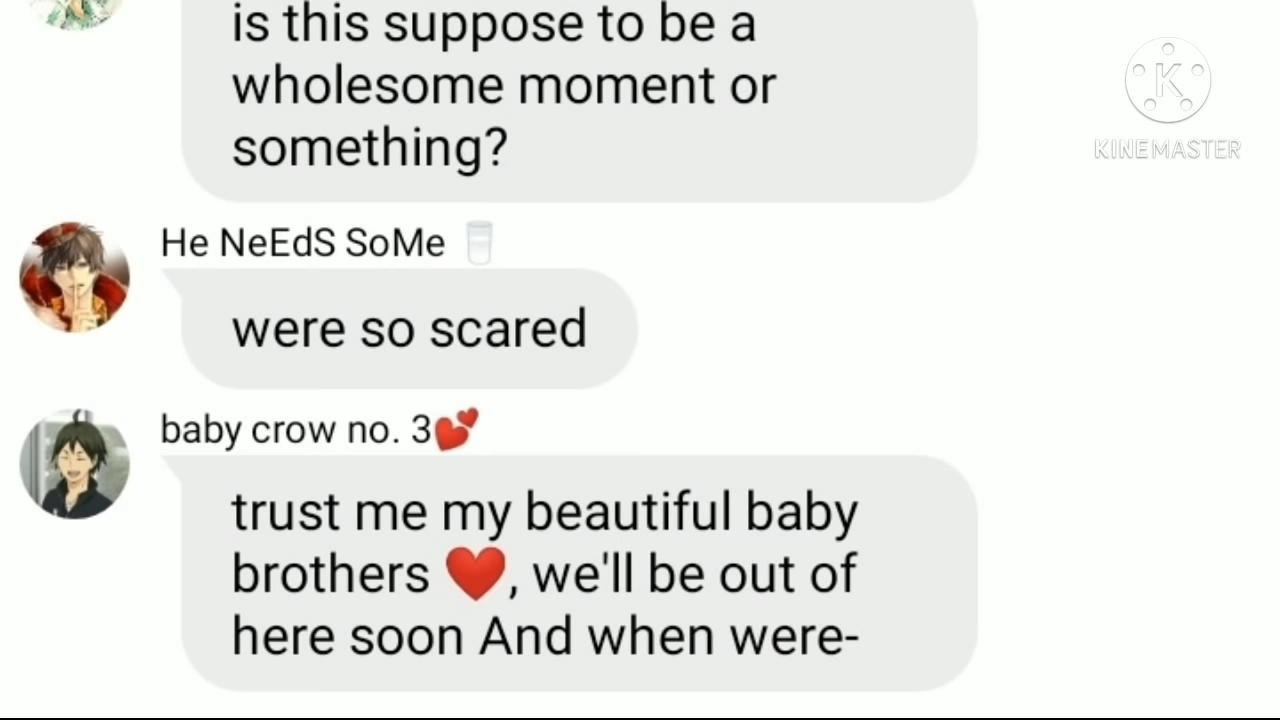 is this suppose to be a
wholesome moment or
something?
K
KINEMASTER
He NeEdS SoMe 🥛
were so scared
baby crow no. 3💕
trust me my beautiful baby
brothers ❤️, we'll be out of
here soon And when were-